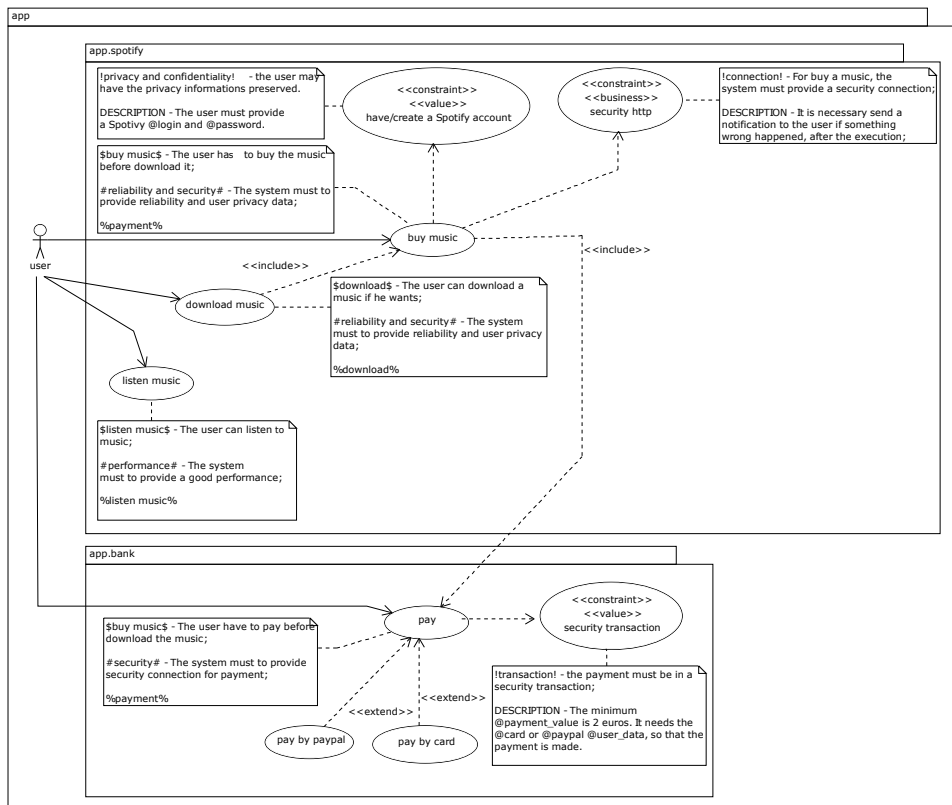 app
app.spotify
!privacy and confidentiality! - the user may
have the privacy informations preserved.
DESCRIPTION - The user must provide
a Spotivy @login and @password.
<<constraint>>
<<value>>
have/create a Spotify account
<<constraint>>
<<business>>
security http
!connection! - For buy a music, the
system must provide a security connection;
DESCRIPTION - It is necessary send a
notification to the user if something
wrong happened, after the execution;
$buy music$ - The user has to buy the music
before download it;
#reliability and security# - The system must to
provide reliability and user privacy data;
%payment%
user
buy music
<<include>>
<<include>>
download music
$download$ - The user can download a
music if he wants;
#reliability and security# - The system
must to provide reliability and user privacy
data;
%download%
listen music
$listen music$ - The user can listen to
music;
#performance# - The system
must to provide a good performance;
%listen music%
app.bank
pay
<<constraint>>
<<value>>
security transaction
$buy music$ - The user have to pay before
download the music;
#security# - The system must to provide
security connection for payment;
%payment%
!transaction! - the payment must be in a
security transaction;
DESCRIPTION - The minimum
@payment_value is 2 euros. It needs the
@card or @paypal @user_data, so that the
payment is made.
<<extend>>
<<extend>>
pay by paypal
pay by card